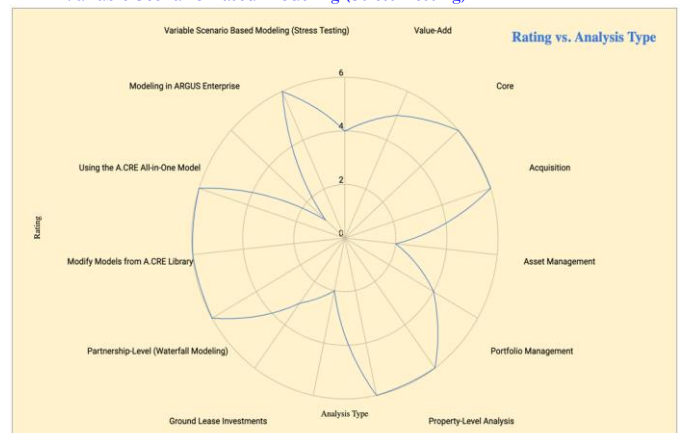 Variable Scenario Based Modeling (Stress Testing)
Value-Add
Rating vs. Analysis Type
Modeling in ARGUS Enterprise
Core
6
4
2
0
Using the A.CRE All-in-One Model
Acquisition
Rating
Modify Models from A.CRE Library
Asset Management
Partnership-Level (Waterfall Modeling)
Portfolio Management
Analysis Type
Ground Lease Investments
Property-Level Analysis